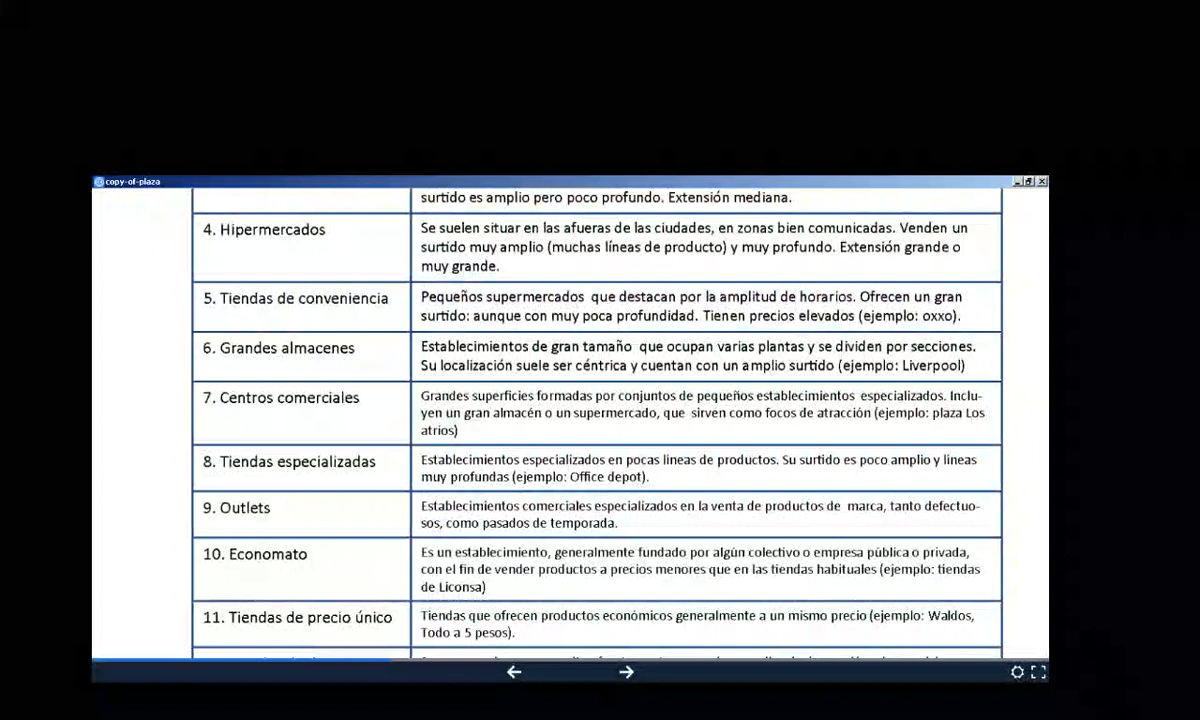 copy-of-plaza
surtido es amplio pero poco profundo. Extensión mediana.
4. Hipermercados
Se suelen situar en las afueras de las ciudades, en zonas bien comunicadas. Venden un
surtido muy amplio (muchas líneas de producto) y muy profundo. Extensión grande o
muy grande.
5. Tiendas de conveniencia
Pequeños supermercados que destacan por la amplitud de horarios. Ofrecen un gran
surtido: aunque con muy poca profundidad. Tienen precios elevados (ejemplo: oxxo).
6. Grandes almacenes
Establecimientos de gran tamaño que ocupan varias plantas y se dividen por secciones.
Su localización suele ser céntrica y cuentan con un amplio surtido (ejemplo: Liverpool)
7. Centros comerciales
Grandes superficies formadas por conjuntos de pequeños establecimientos especializados. Inclu-
yen un gran almacén o un supermercado, que sirven como focos de atracción (ejemplo: plaza Los
atrios)
8. Tiendas especializadas
Establecimientos especializados en pocas lineas de productos. Su surtido es poco amplio y lineas
muy profundas (ejemplo: Office depot).
9. Outlets
Establecimientos comerciales especializados en la venta de productos de marca, tanto defectuo-
sos, como pasados de temporada.
10. Economato
Es un establecimiento, generalmente fundado por algún colectivo o empresa pública o privada,
con el fin de vender productos a precios menores que en las tiendas habituales (ejemplo: tiendas
de Liconsa)
11. Tiendas de precio único
Tiendas que ofrecen productos económicos generalmente a un mismo precio (ejemplo: Waldos,
Todo a 5 pesos).